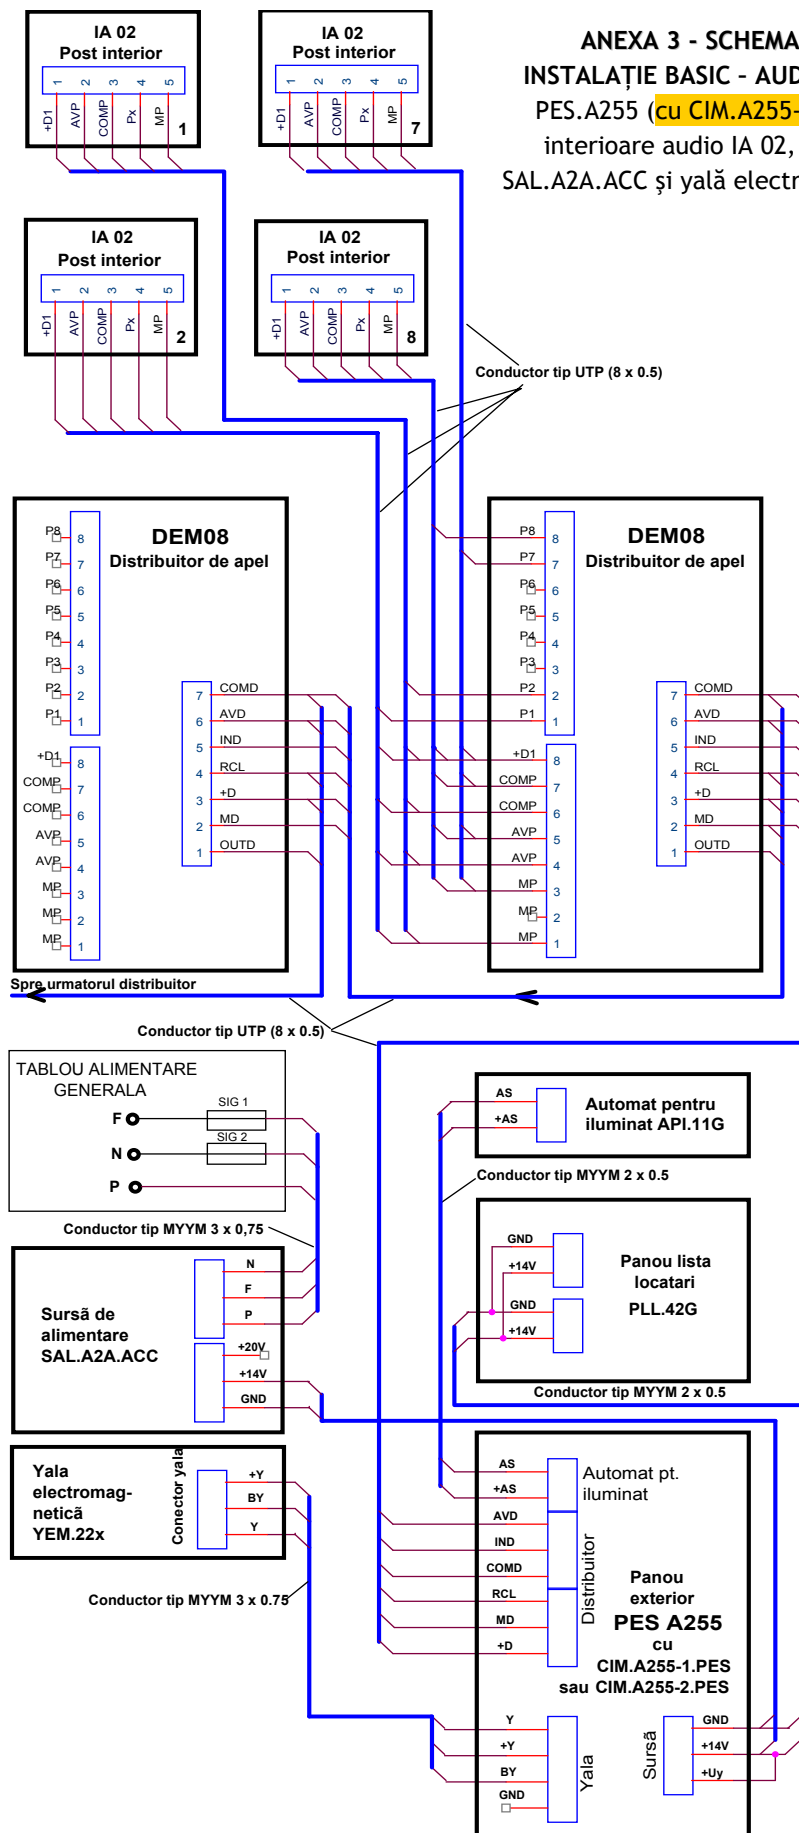 ANEXA 3 - SCHEMA
INSTALAȚIE BASIC - AUD
PES.A255 (cu CIM.A255-
interioare audio IA 02,
SAL.A2A.ACC și yală electr
IA 02
Post interior
1 2 3 4 5
+D1 AVP COMP Px MP
1
IA 02
Post interior
1 2 3 4 5
+D1 AVP COMP Px MP
7
IA 02
Post interior
1 2 3 4 5
+D1 AVP COMP Px MP
2
IA 02
Post interior
1 2 3 4 5
+D1 AVP COMP Px MP
8
Conductor tip UTP (8 x 0.5)
DEM08
Distribuitor de apel
P8 8
P7 7
P6 6
P5 5
P4 4
P3 3
P2 2
P1 1
+D1 8
COMP 7
COMP 6
AVP 5
AVP 4
MP 3
MP 2
MP 1
7 COMD
6 AVD
5 IND
4 RCL
3 +D
2 MD
1 OUTD
DEM08
Distribuitor de apel
P8 8
P7 7
P6 6
P5 5
P4 4
P3 3
P2 2
P1 1
+D1 8
COMP 7
COMP 6
AVP 5
AVP 4
MP 3
MP 2
MP 1
7 COMD
6 AVD
5 IND
4 RCL
3 +D
2 MD
1 OUTD
Spre urmatorul distribuitor
Conductor tip UTP (8 x 0.5)
TABLOU ALIMENTARE
GENERALA
F SIG 1
N SIG 2
P
Conductor tip MYYM 3 x 0,75
AS
+AS
Automat pentru
iluminat API.11G
Conductor tip MYYM 2 x 0.5
GND
+14V
GND
+14V
Panou lista
locatari
PLL.42G
Conductor tip MYYM 2 x 0.5
Sursã de
alimentare
SAL.A2A.ACC
N
F
P
+20V
+14V
GND
Yala
electromag-
neticã
YEM.22x
Conector yala
+Y
BY
Y
Conductor tip MYYM 3 x 0.75
AS
+AS
Automat pt.
iluminat
AVD
IND
COMD
RCL
MD
+D
Distribuitor
Panou
exterior
PES A255
cu
CIM.A255-1.PES
sau CIM.A255-2.PES
Y
+Y
BY
GND
Yala
Sursã
GND
+14V
+Uy